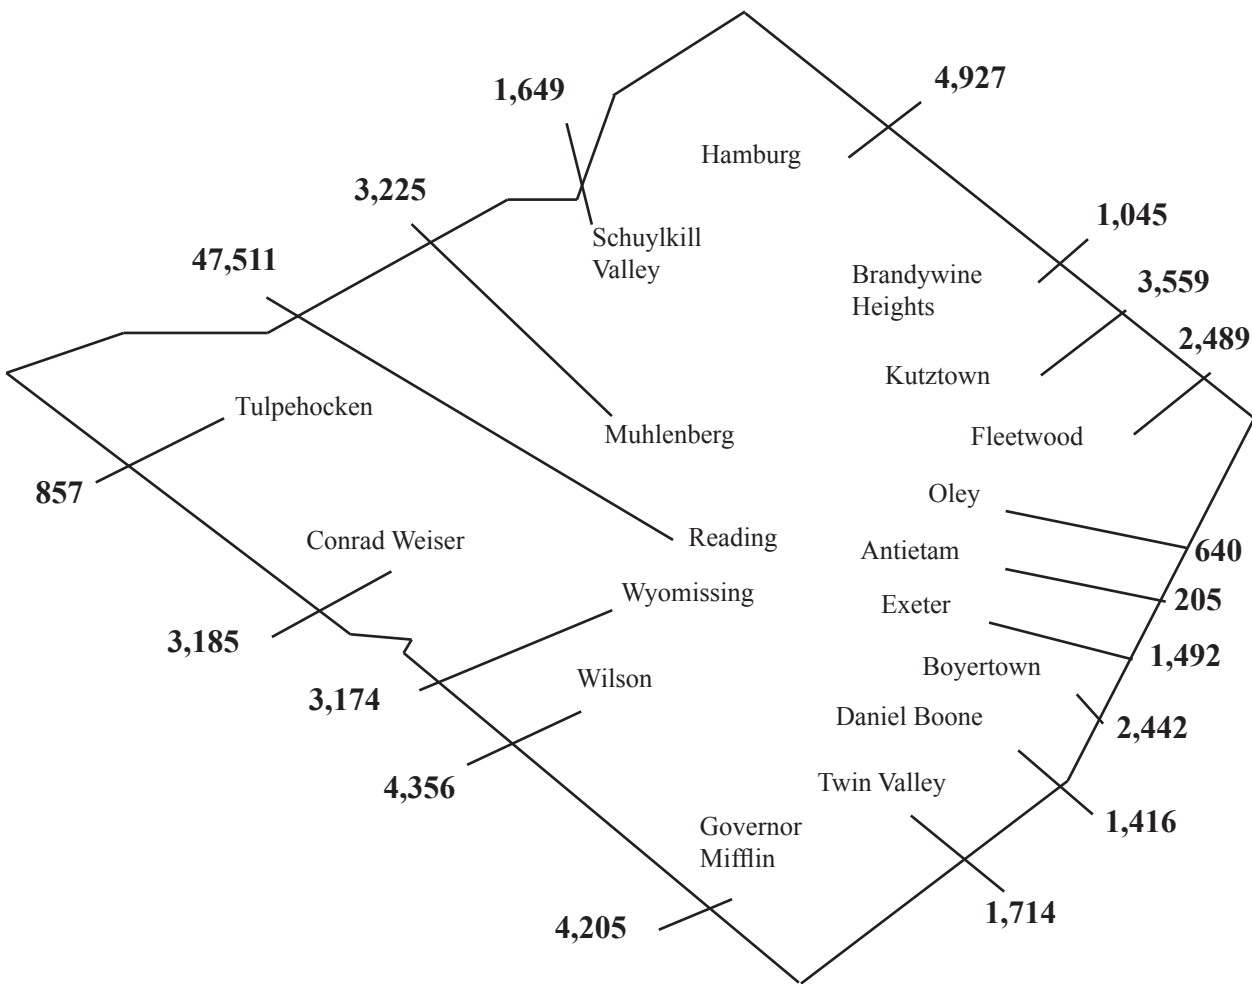 4,927
1,649
Hamburg
3,225
1,045
Schuylkill
Valley
47,511
Brandywine
Heights
3,559
2,489
Kutztown
Tulpehocken
Muhlenberg
Fleetwood
857
Oley
Conrad Weiser
Reading
Antietam
640
Wyomissing
Exeter
205
3,185
1,492
Boyertown
Wilson
3,174
Daniel Boone
2,442
4,356
Twin Valley
1,416
Governor
Mifflin
1,714
4,205